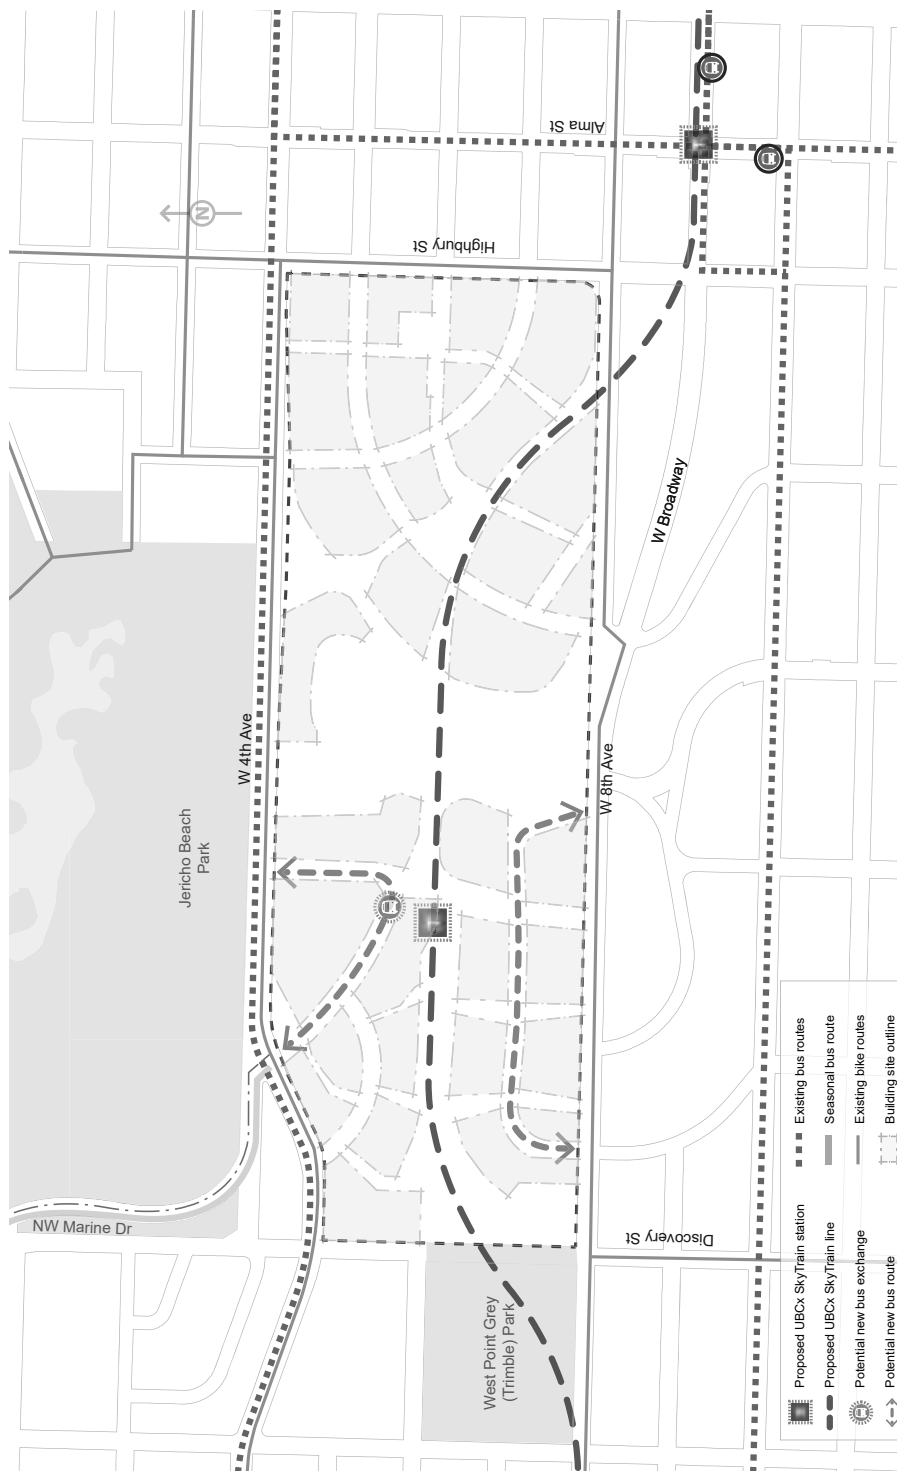 Alma St
N
Highbury St
W Broadway
W 4th Ave
W 8th Ave
Jericho Beach
Park
NW Marine Dr
Discovery St
West Point Grey
(Trimble) Park
Proposed UBCx SkyTrain station
Proposed UBCx SkyTrain line
Potential new bus exchange
Potential new bus route
Existing bus routes
Seasonal bus route
Existing bike routes
Building site outline